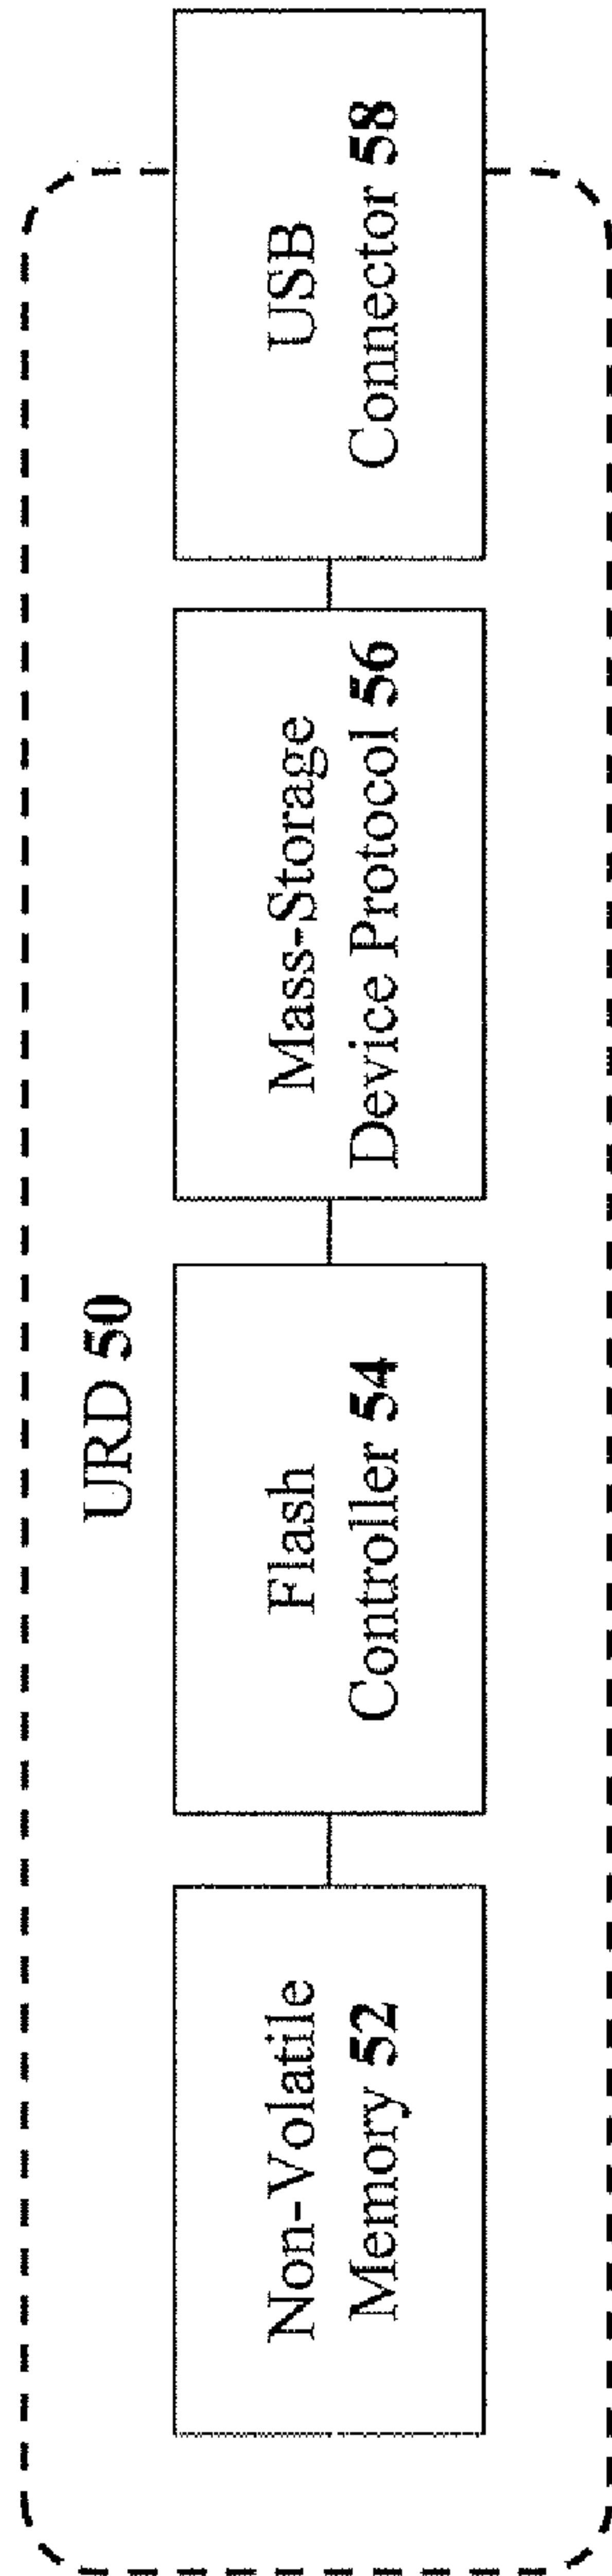 URD 50
Non-Volatile
Memory 52
Flash
Controller 54
Mass-Storage
Device Protocol 56
USB
Connector 58